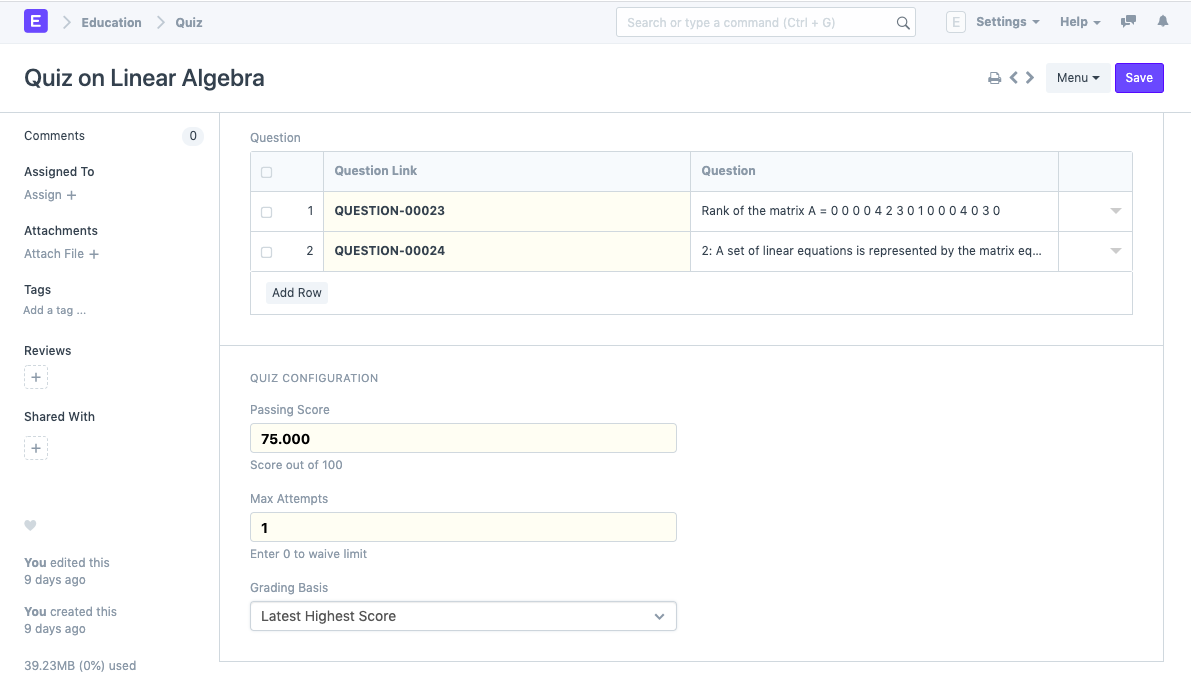 E Education Quiz Search or type a command (Ctrl + G) E Settings Help
Quiz on Linear Algebra Menu Save
Comments 0
Assigned To
Assign +
Attachments
Attach File +
Tags
Add a tag ...
Reviews
+
Shared With
+
You edited this
9 days ago
You created this
9 days ago
39.23MB (0%) used
Question
Question Link Question
1 QUESTION-00023 Rank of the matrix A = 0 0 0 0 4 2 3 0 1 0 0 0 4 0 3 0
2 QUESTION-00024 2: A set of linear equations is represented by the matrix eq...
Add Row
QUIZ CONFIGURATION
Passing Score
75.000
Score out of 100
Max Attempts
1
Enter 0 to waive limit
Grading Basis
Latest Highest Score